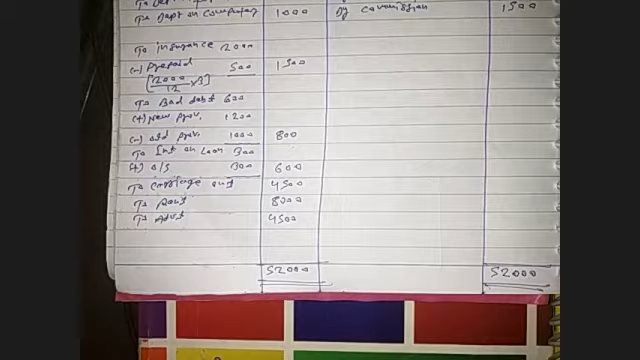 To Dept on Computer 1000 By commission 1500
To insurance 2000
(-) Prepaid 500 1500
[2000/12 x3]
To Bad debt 600
(+) New prov. 1200
(-) old prov. 1000 800
To Int on Loan 300
(+) o/s 300 600
To Carriage out 4500
To Rent 8000
To Advt 4500
52000 52000